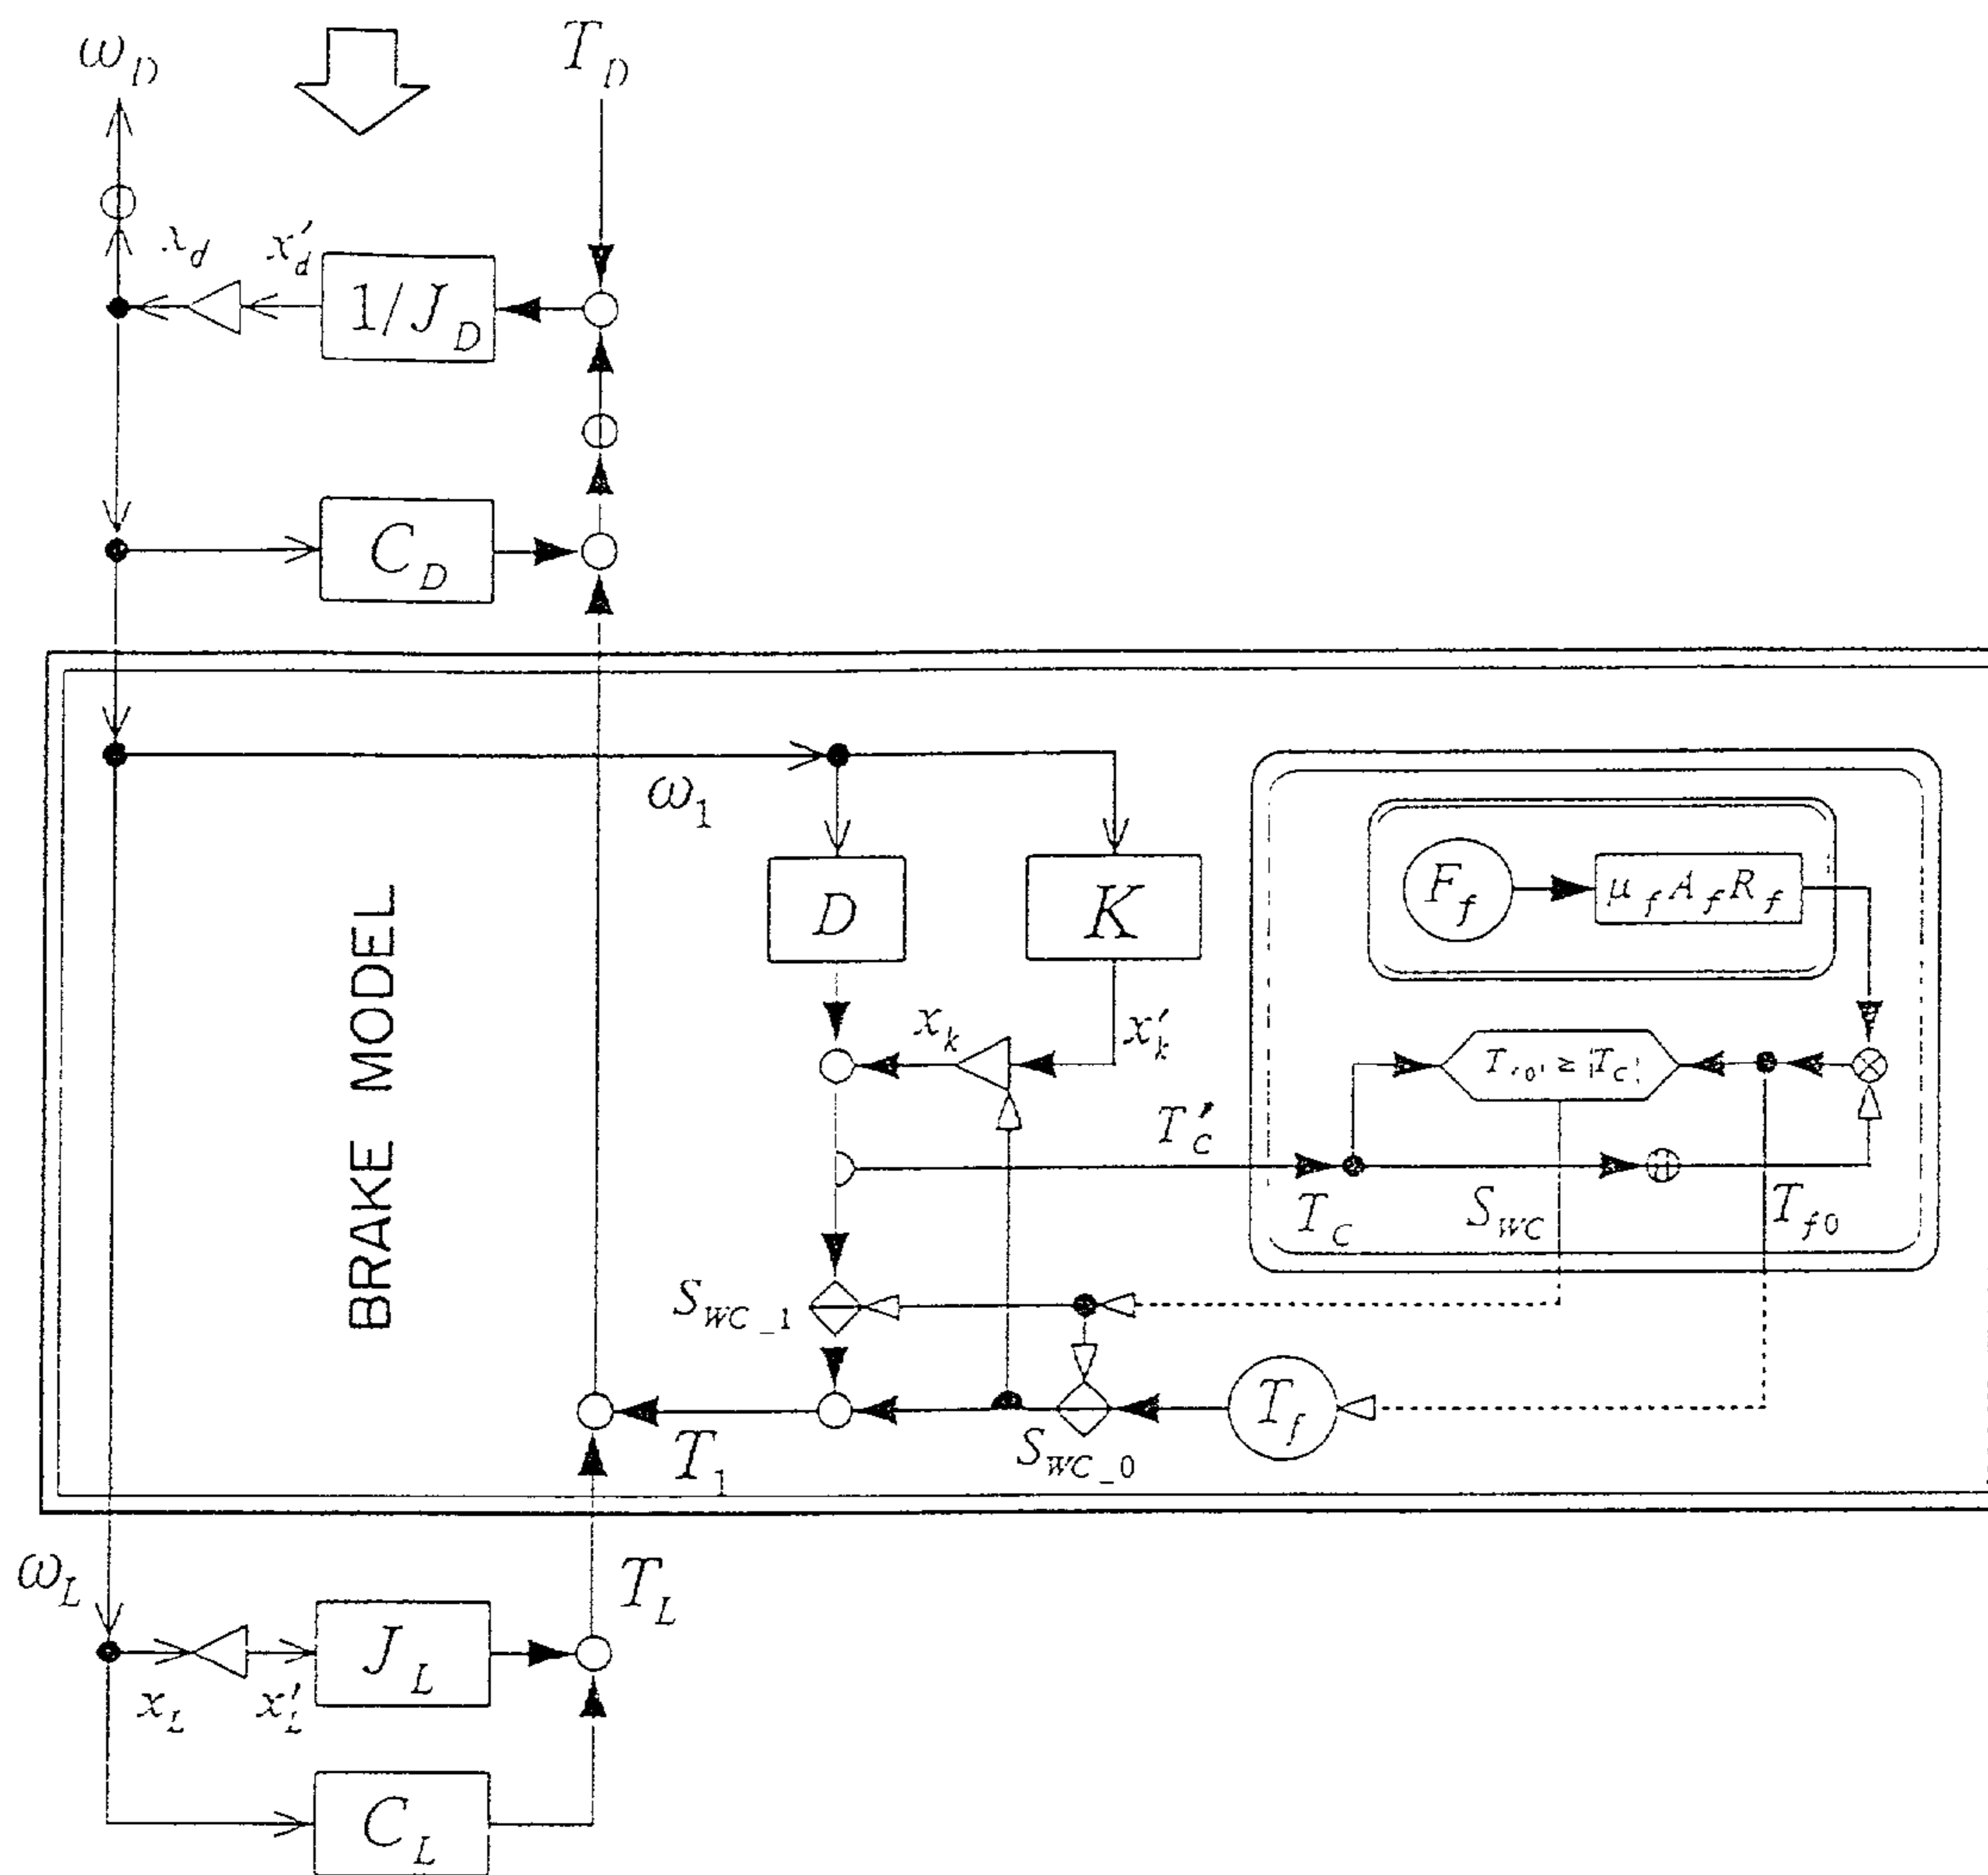 ω_D
T_D
x_d
x′_d
1/J_D
C_D
ω_1
D
K
F_f
μ_f A_f R_f
BRAKE MODEL
x_k
x′_k
≥ |T_C|
T′_C
T_C
S_WC
T_f0
S_WC_1
T_f
T_1
S_WC_0
ω_L
T_L
J_L
x_L
x′_L
C_L